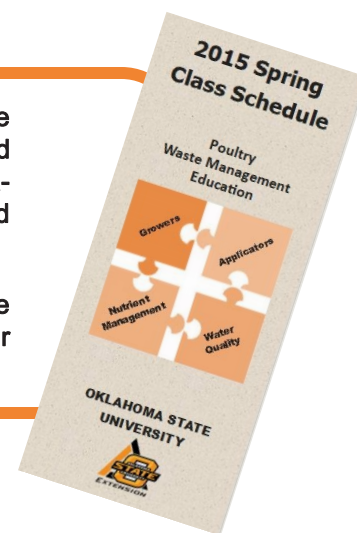 2015 Spring
Class Schedule
Poultry
Waste Management
Education
Growers
Applicators
Nutrient
Management
Water
Quality
OKLAHOMA STATE
UNIVERSITY
STATE
EXTENSION